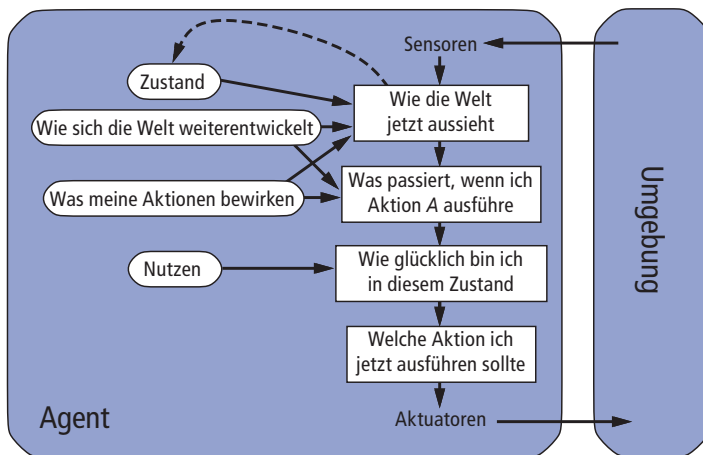 Sensoren
Zustand
Wie die Welt
jetzt aussieht
Wie sich die Welt weiterentwickelt
Was passiert, wenn ich
Aktion A ausführe
Was meine Aktionen bewirken
Wie glücklich bin ich
in diesem Zustand
Nutzen
Welche Aktion ich
jetzt ausführen sollte
Agent
Aktuatoren
Umgebung